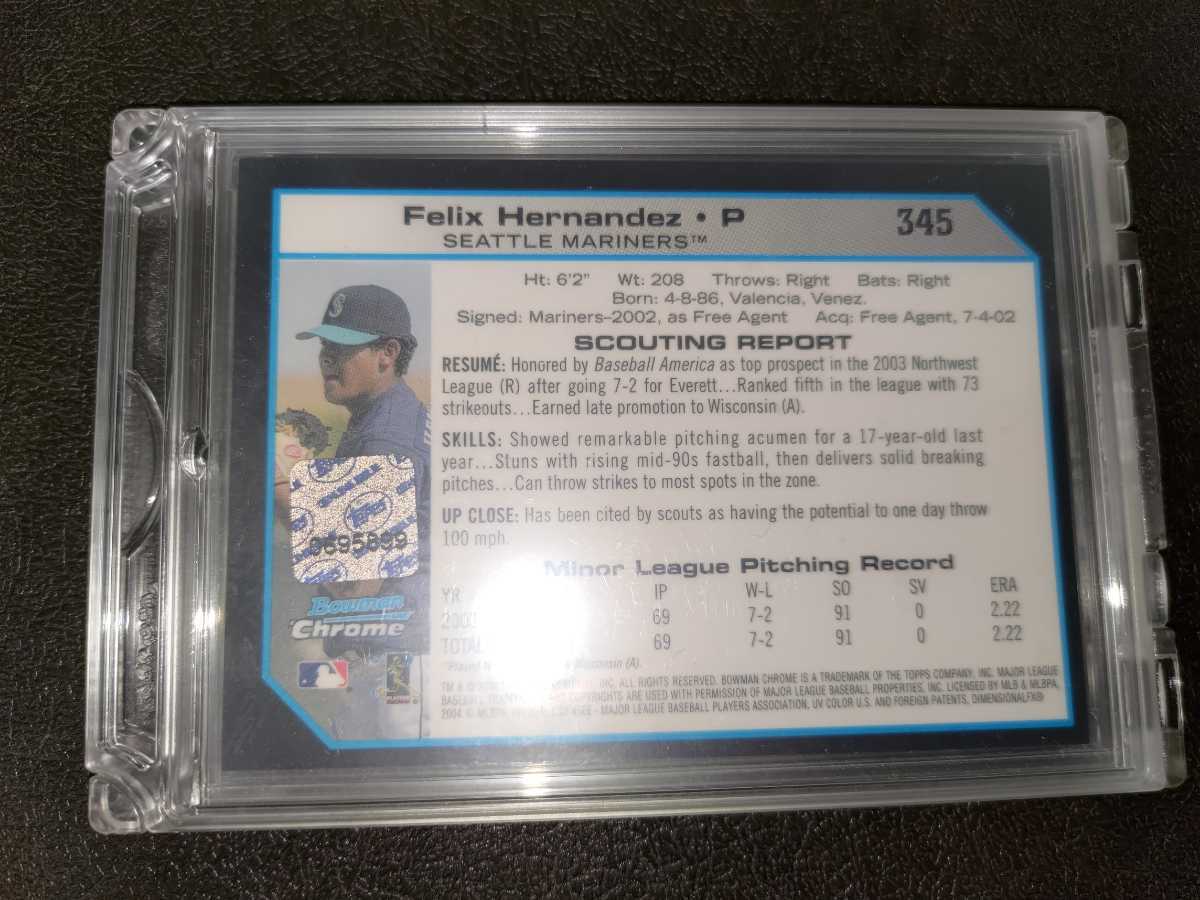 Felix Hernandez • P
345
SEATTLE MARINERS™
Ht: 6'2" Wt: 208 Throws: Right Bats: Right
Born: 4-8-86, Valencia, Venez.
Signed: Mariners–2002, as Free Agent Acq: Free Agent, 7-4-02
SCOUTING REPORT
RESUMÉ: Honored by Baseball America as top prospect in the 2003 Northwest
League (R) after going 7-2 for Everett...Ranked fifth in the league with 73
strikeouts...Earned late promotion to Wisconsin (A).
SKILLS: Showed remarkable pitching acumen for a 17-year-old last
year...Stuns with rising mid-90s fastball, then delivers solid breaking
pitches...Can throw strikes to most spots in the zone.
UP CLOSE: Has been cited by scouts as having the potential to one day throw
100 mph.
Minor League Pitching Record
YR IP W-L SO SV ERA
69 7-2 91 0 2.22
TOTAL 69 7-2 91 0 2.22
Wisconsin (A).
Topps
Bowman
Chrome
INC. ALL RIGHTS RESERVED. BOWMAN CHROME IS A TRADEMARK OF THE TOPPS COMPANY, INC. MAJOR LEAGUE
BASEBALL COPYRIGHTS ARE USED WITH PERMISSION OF MAJOR LEAGUE BASEBALL PROPERTIES, INC. LICENSED BY MLB & MLBPA,
2004 - MAJOR LEAGUE BASEBALL PLAYERS ASSOCIATION. UV COLOR U.S. AND FOREIGN PATENTS, DIMENSIONALFX®